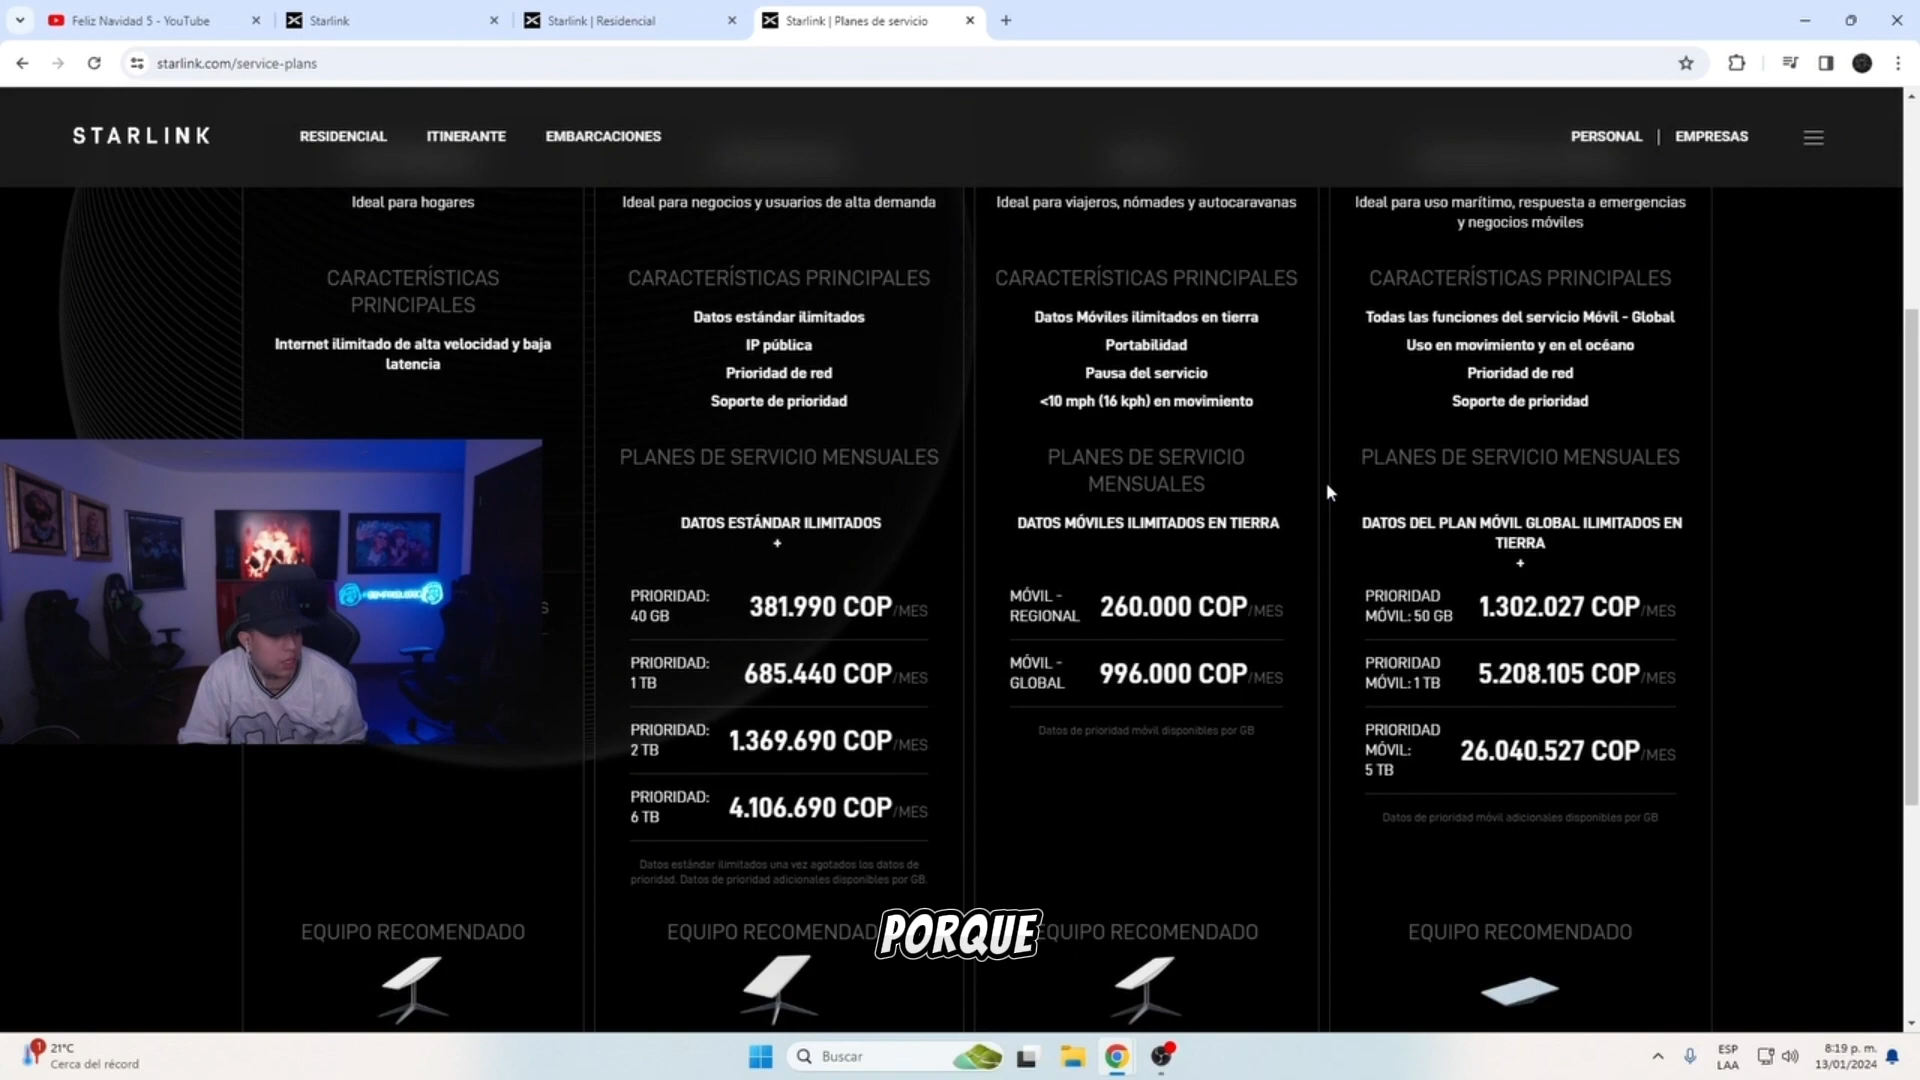 Feliz Navidad 5 - YouTube
Starlink
Starlink | Residencial
Starlink | Planes de servicio
starlink.com/service-plans
STARLINK
RESIDENCIAL
ITINERANTE
EMBARCACIONES
PERSONAL | EMPRESAS
Ideal para hogares
CARACTERÍSTICAS
PRINCIPALES
Internet ilimitado de alta velocidad y baja
latencia
EQUIPO RECOMENDADO
Ideal para negocios y usuarios de alta demanda
CARACTERÍSTICAS PRINCIPALES
Datos estándar ilimitados
IP pública
Prioridad de red
Soporte de prioridad
PLANES DE SERVICIO MENSUALES
DATOS ESTÁNDAR ILIMITADOS
+
PRIORIDAD:
40 GB
381.990 COP/MES
PRIORIDAD:
1 TB
685.440 COP/MES
PRIORIDAD:
2 TB
1.369.690 COP/MES
PRIORIDAD:
6 TB
4.106.690 COP/MES
Datos estándar ilimitados una vez agotados los datos de
prioridad. Datos de prioridad adicionales disponibles por GB.
EQUIPO RECOMENDAD
PORQUE
Ideal para viajeros, nómades y autocaravanas
CARACTERÍSTICAS PRINCIPALES
Datos Móviles ilimitados en tierra
Portabilidad
Pausa del servicio
<10 mph (16 kph) en movimiento
PLANES DE SERVICIO
MENSUALES
DATOS MÓVILES ILIMITADOS EN TIERRA
MÓVIL -
REGIONAL
260.000 COP/MES
MÓVIL -
GLOBAL
996.000 COP/MES
Datos de prioridad móvil disponibles por GB
EQUIPO RECOMENDADO
Ideal para uso marítimo, respuesta a emergencias
y negocios móviles
CARACTERÍSTICAS PRINCIPALES
Todas las funciones del servicio Móvil - Global
Uso en movimiento y en el océano
Prioridad de red
Soporte de prioridad
PLANES DE SERVICIO MENSUALES
DATOS DEL PLAN MÓVIL GLOBAL ILIMITADOS EN
TIERRA
+
PRIORIDAD
MÓVIL: 50 GB
1.302.027 COP/MES
PRIORIDAD
MÓVIL: 1 TB
5.208.105 COP/MES
PRIORIDAD
MÓVIL:
5 TB
26.040.527 COP/MES
Datos de prioridad móvil adicionales disponibles por GB
EQUIPO RECOMENDADO
1
21°C
Cerca del récord
Buscar
ESP
LAA
8:19 p. m.
13/01/2024